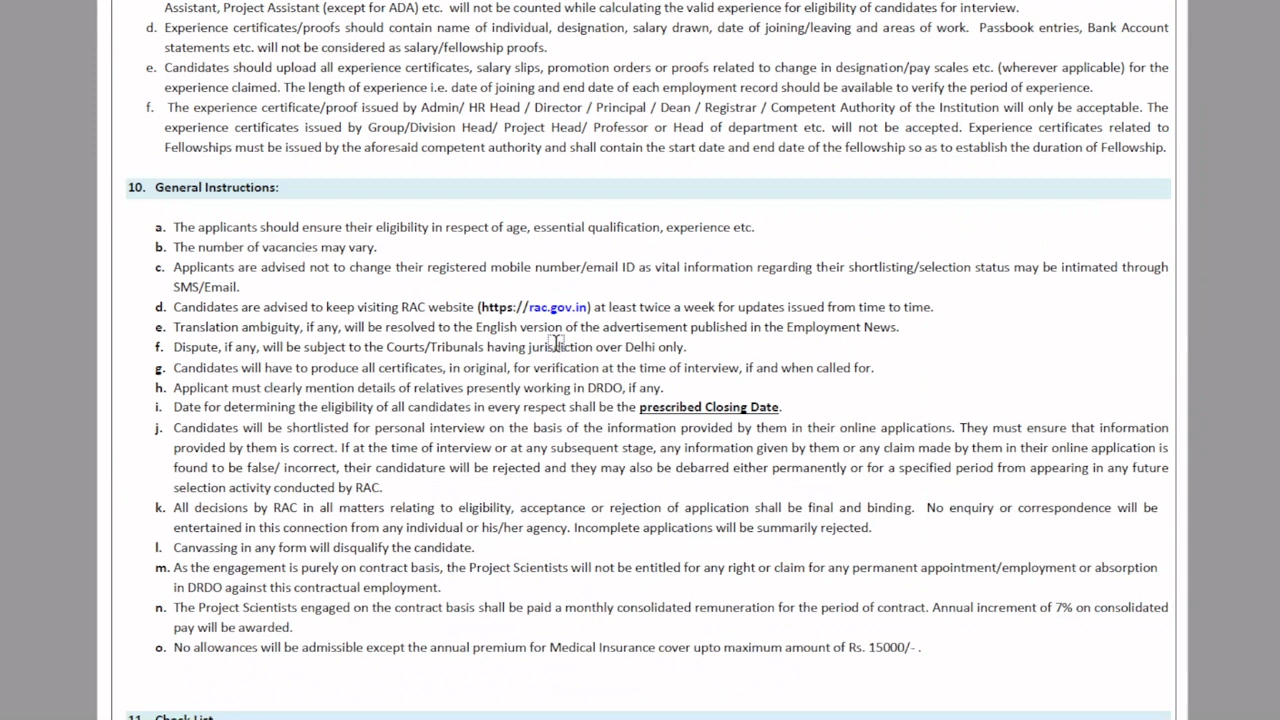 Assistant, Project Assistant (except for ADA) etc. will not be counted while calculating the valid experience for eligibility of candidates for interview.
d. Experience certificates/proofs should contain name of individual, designation, salary drawn, date of joining/leaving and areas of work. Passbook entries, Bank Account
statements etc. will not be considered as salary/fellowship proofs.
e. Candidates should upload all experience certificates, salary slips, promotion orders or proofs related to change in designation/pay scales etc. (wherever applicable) for the
experience claimed. The length of experience i.e. date of joining and end date of each employment record should be available to verify the period of experience.
f. The experience certificate/proof issued by Admin/ HR Head / Director / Principal / Dean / Registrar / Competent Authority of the Institution will only be acceptable. The
experience certificates issued by Group/Division Head/ Project Head/ Professor or Head of department etc. will not be accepted. Experience certificates related to
Fellowships must be issued by the aforesaid competent authority and shall contain the start date and end date of the fellowship so as to establish the duration of Fellowship.
10. General Instructions:
a. The applicants should ensure their eligibility in respect of age, essential qualification, experience etc.
b. The number of vacancies may vary.
c. Applicants are advised not to change their registered mobile number/email ID as vital information regarding their shortlisting/selection status may be intimated through
SMS/Email.
d. Candidates are advised to keep visiting RAC website (https://rac.gov.in) at least twice a week for updates issued from time to time.
e. Translation ambiguity, if any, will be resolved to the English version of the advertisement published in the Employment News.
f. Dispute, if any, will be subject to the Courts/Tribunals having jurisdiction over Delhi only.
g. Candidates will have to produce all certificates, in original, for verification at the time of interview, if and when called for.
h. Applicant must clearly mention details of relatives presently working in DRDO, if any.
i. Date for determining the eligibility of all candidates in every respect shall be the prescribed Closing Date.
j. Candidates will be shortlisted for personal interview on the basis of the information provided by them in their online applications. They must ensure that information
provided by them is correct. If at the time of interview or at any subsequent stage, any information given by them or any claim made by them in their online application is
found to be false/ incorrect, their candidature will be rejected and they may also be debarred either permanently or for a specified period from appearing in any future
selection activity conducted by RAC.
k. All decisions by RAC in all matters relating to eligibility, acceptance or rejection of application shall be final and binding. No enquiry or correspondence will be
entertained in this connection from any individual or his/her agency. Incomplete applications will be summarily rejected.
l. Canvassing in any form will disqualify the candidate.
m. As the engagement is purely on contract basis, the Project Scientists will not be entitled for any right or claim for any permanent appointment/employment or absorption
in DRDO against this contractual employment.
n. The Project Scientists engaged on the contract basis shall be paid a monthly consolidated remuneration for the period of contract. Annual increment of 7% on consolidated
pay will be awarded.
o. No allowances will be admissible except the annual premium for Medical Insurance cover upto maximum amount of Rs. 15000/- .
11. Check List